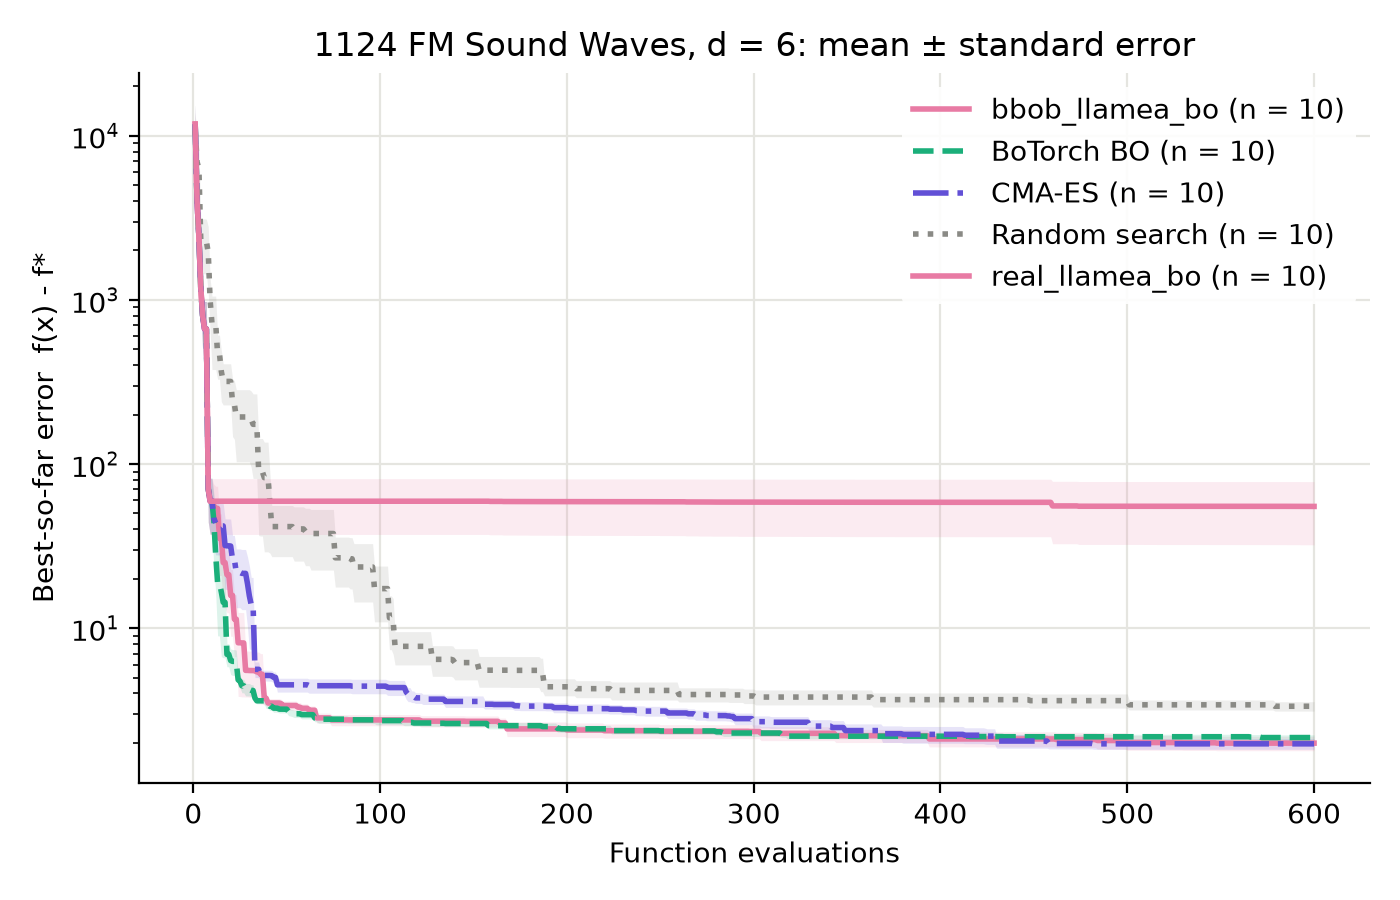 1124 FM Sound Waves, d = 6: mean ± standard error
bbob_llamea_bo (n = 10)
BoTorch BO (n = 10)
CMA-ES (n = 10)
Random search (n = 10)
real_llamea_bo (n = 10)
Best-so-far error  f(x) - f*
10⁴
10³
10²
10¹
0 100 200 300 400 500 600
Function evaluations